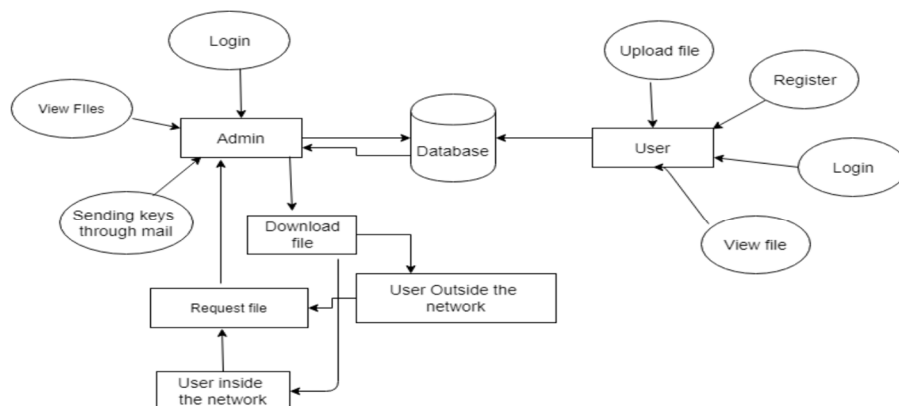 Login
Upload file
Register
View FIles
Admin
Database
User
Login
Sending keys
through mail
Download
file
View file
User Outside the
network
Request file
User inside
the network